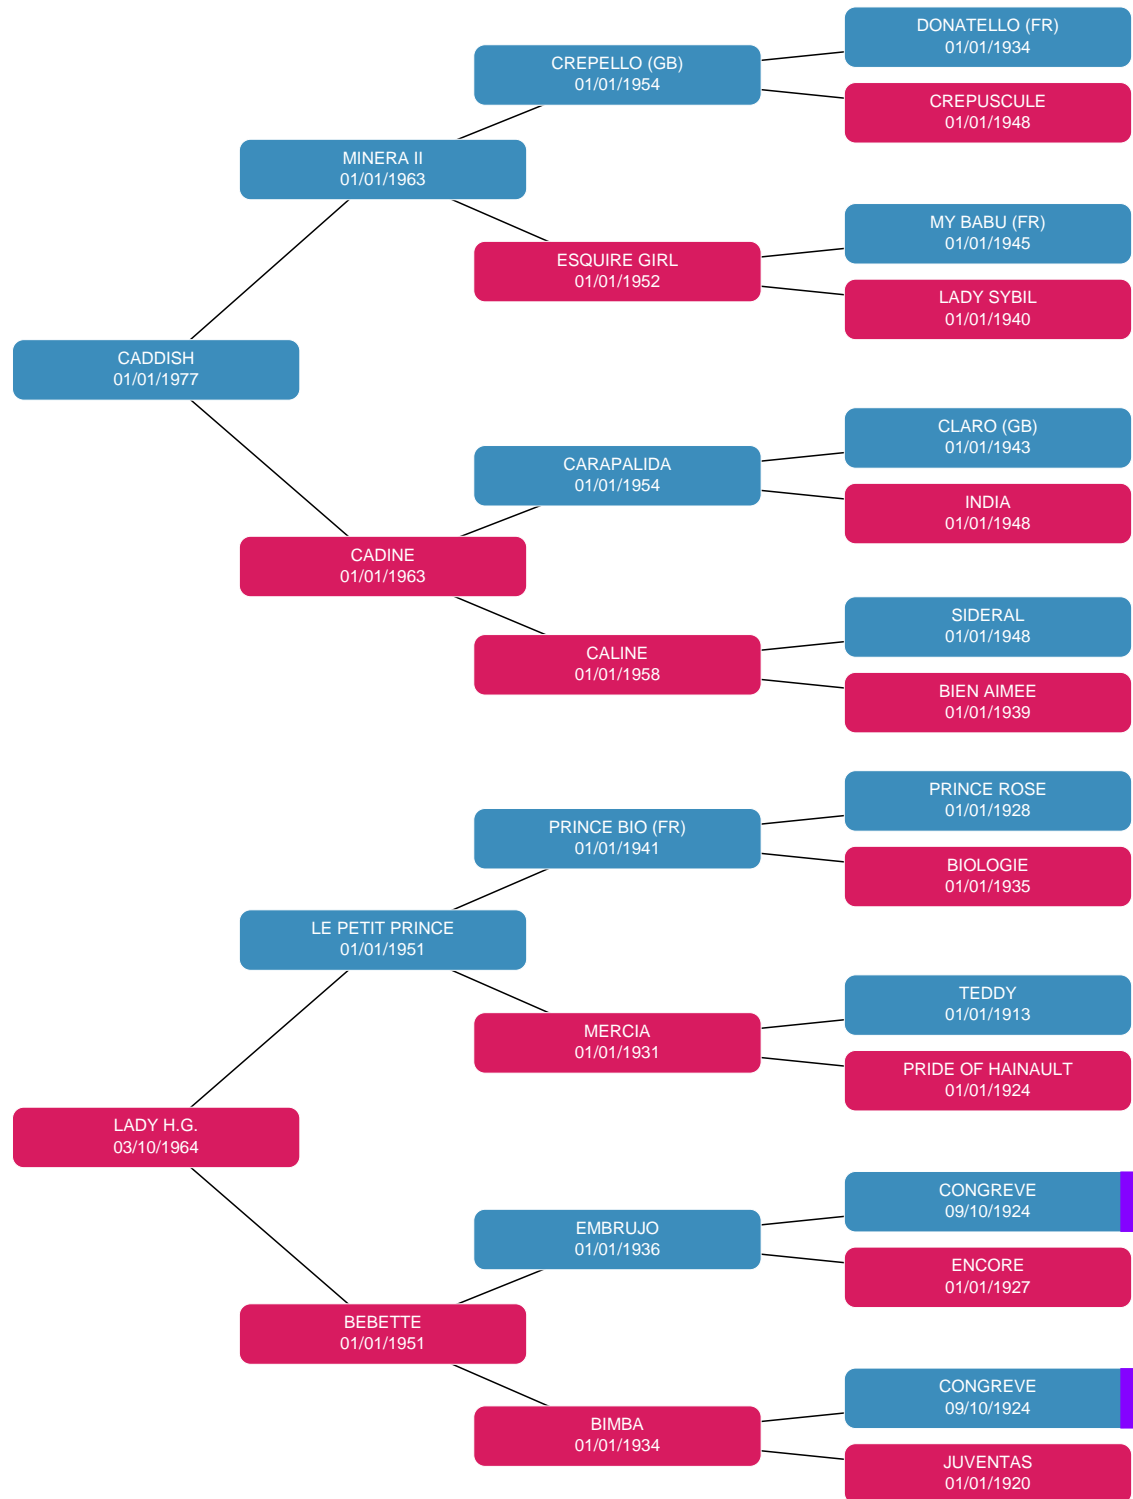 DONATELLO (FR)
01/01/1934
CREPELLO (GB)
01/01/1954
CREPUSCULE
01/01/1948
MINERA II
01/01/1963
MY BABU (FR)
01/01/1945
ESQUIRE GIRL
01/01/1952
LADY SYBIL
01/01/1940
CADDISH
01/01/1977
CLARO (GB)
01/01/1943
CARAPALIDA
01/01/1954
INDIA
01/01/1948
CADINE
01/01/1963
SIDERAL
01/01/1948
CALINE
01/01/1958
BIEN AIMEE
01/01/1939
PRINCE ROSE
01/01/1928
PRINCE BIO (FR)
01/01/1941
BIOLOGIE
01/01/1935
LE PETIT PRINCE
01/01/1951
TEDDY
01/01/1913
MERCIA
01/01/1931
PRIDE OF HAINAULT
01/01/1924
LADY H.G.
03/10/1964
CONGREVE
09/10/1924
EMBRUJO
01/01/1936
ENCORE
01/01/1927
BEBETTE
01/01/1951
CONGREVE
09/10/1924
BIMBA
01/01/1934
JUVENTAS
01/01/1920